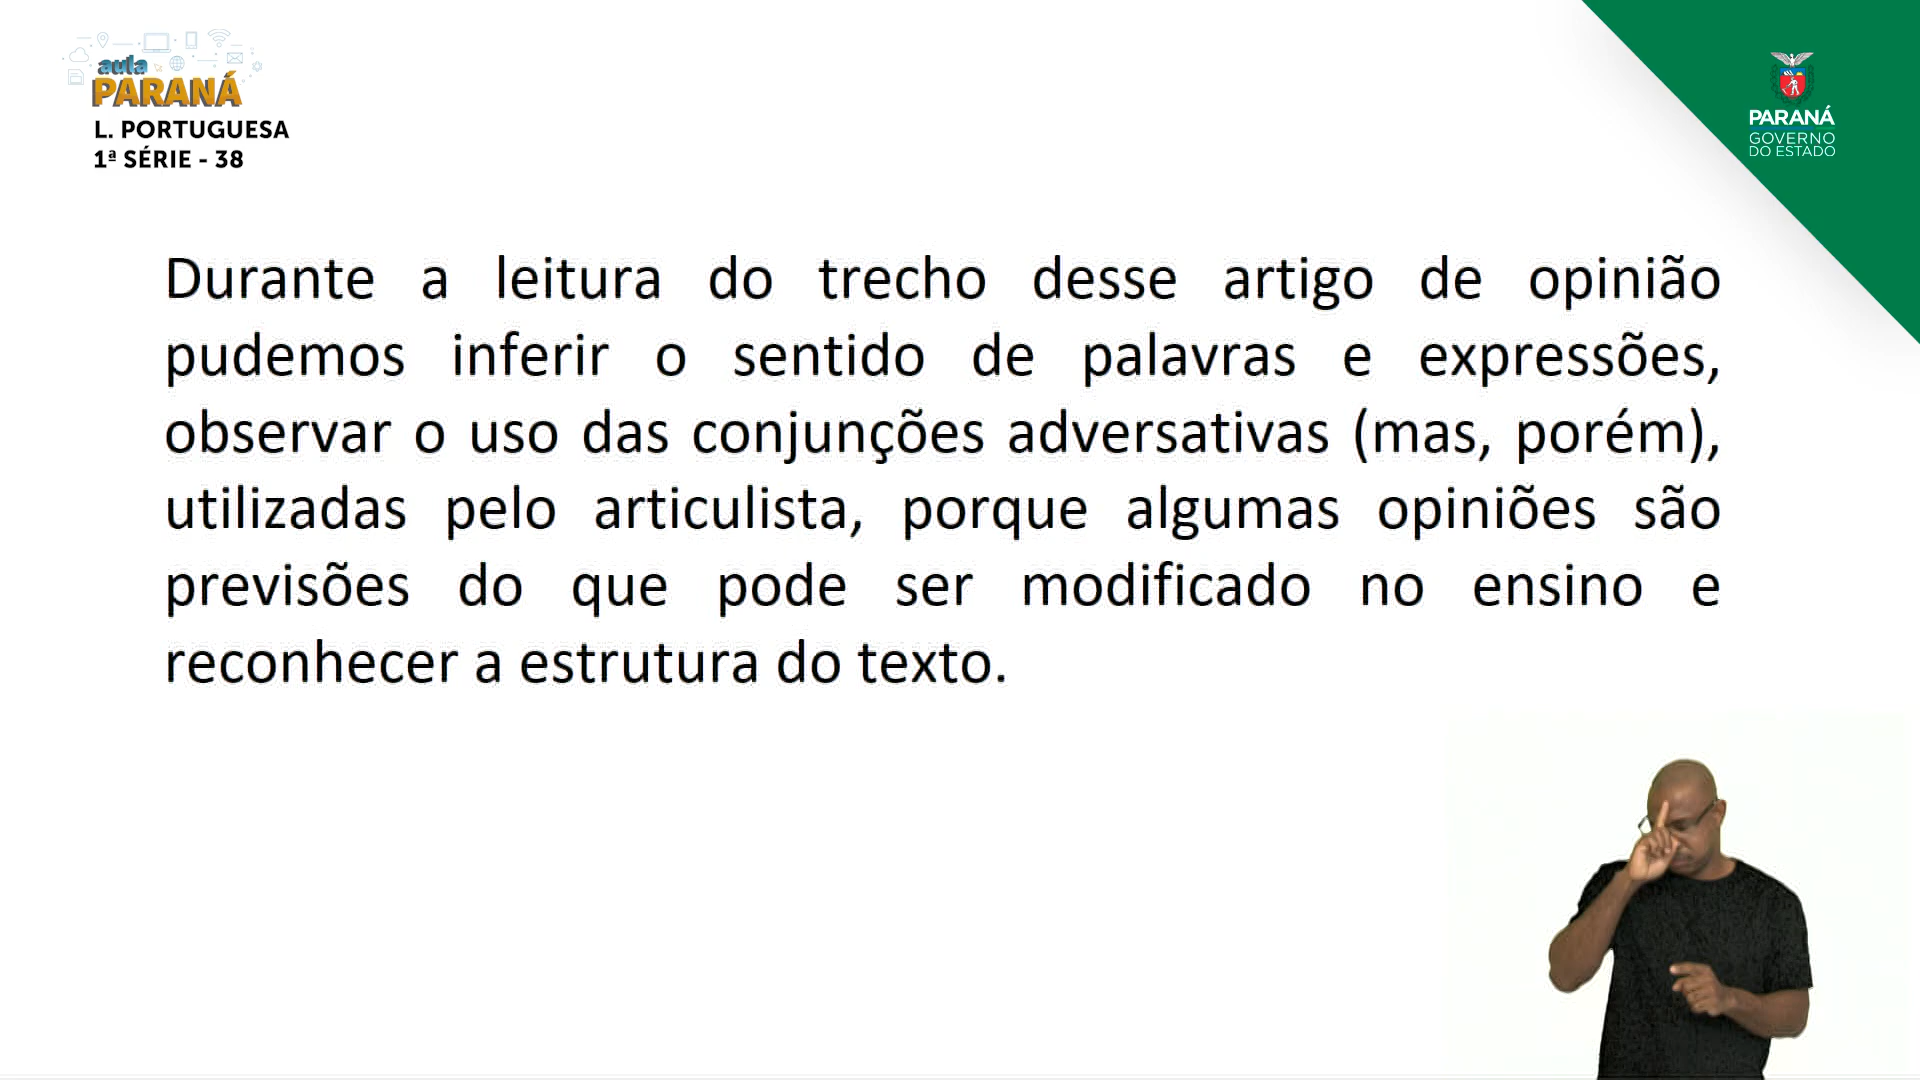 aula
PARANÁ
L. PORTUGUESA
1ª SÉRIE - 38
PARANÁ
GOVERNO
DO ESTADO
Durante a leitura do trecho desse artigo de opinião
pudemos inferir o sentido de palavras e expressões,
observar o uso das conjunções adversativas (mas, porém),
utilizadas pelo articulista, porque algumas opiniões são
previsões do que pode ser modificado no ensino e
reconhecer a estrutura do texto.